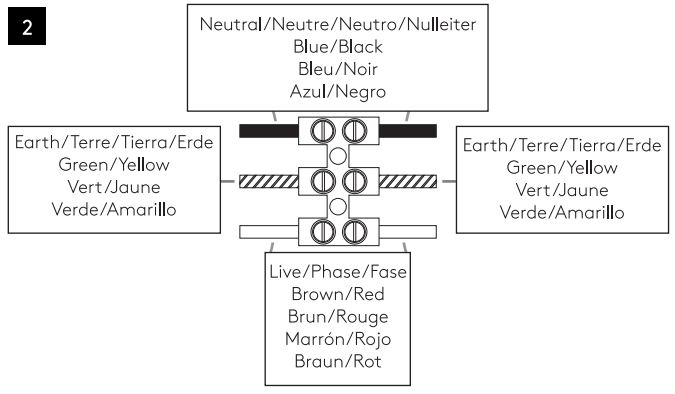 2
Neutral/Neutre/Neutro/Nulleiter
Blue/Black
Bleu/Noir
Azul/Negro
Earth/Terre/Tierra/Erde
Green/Yellow
Vert/Jaune
Verde/Amarillo
Earth/Terre/Tierra/Erde
Green/Yellow
Vert/Jaune
Verde/Amarillo
Live/Phase/Fase
Brown/Red
Brun/Rouge
Marrón/Rojo
Braun/Rot